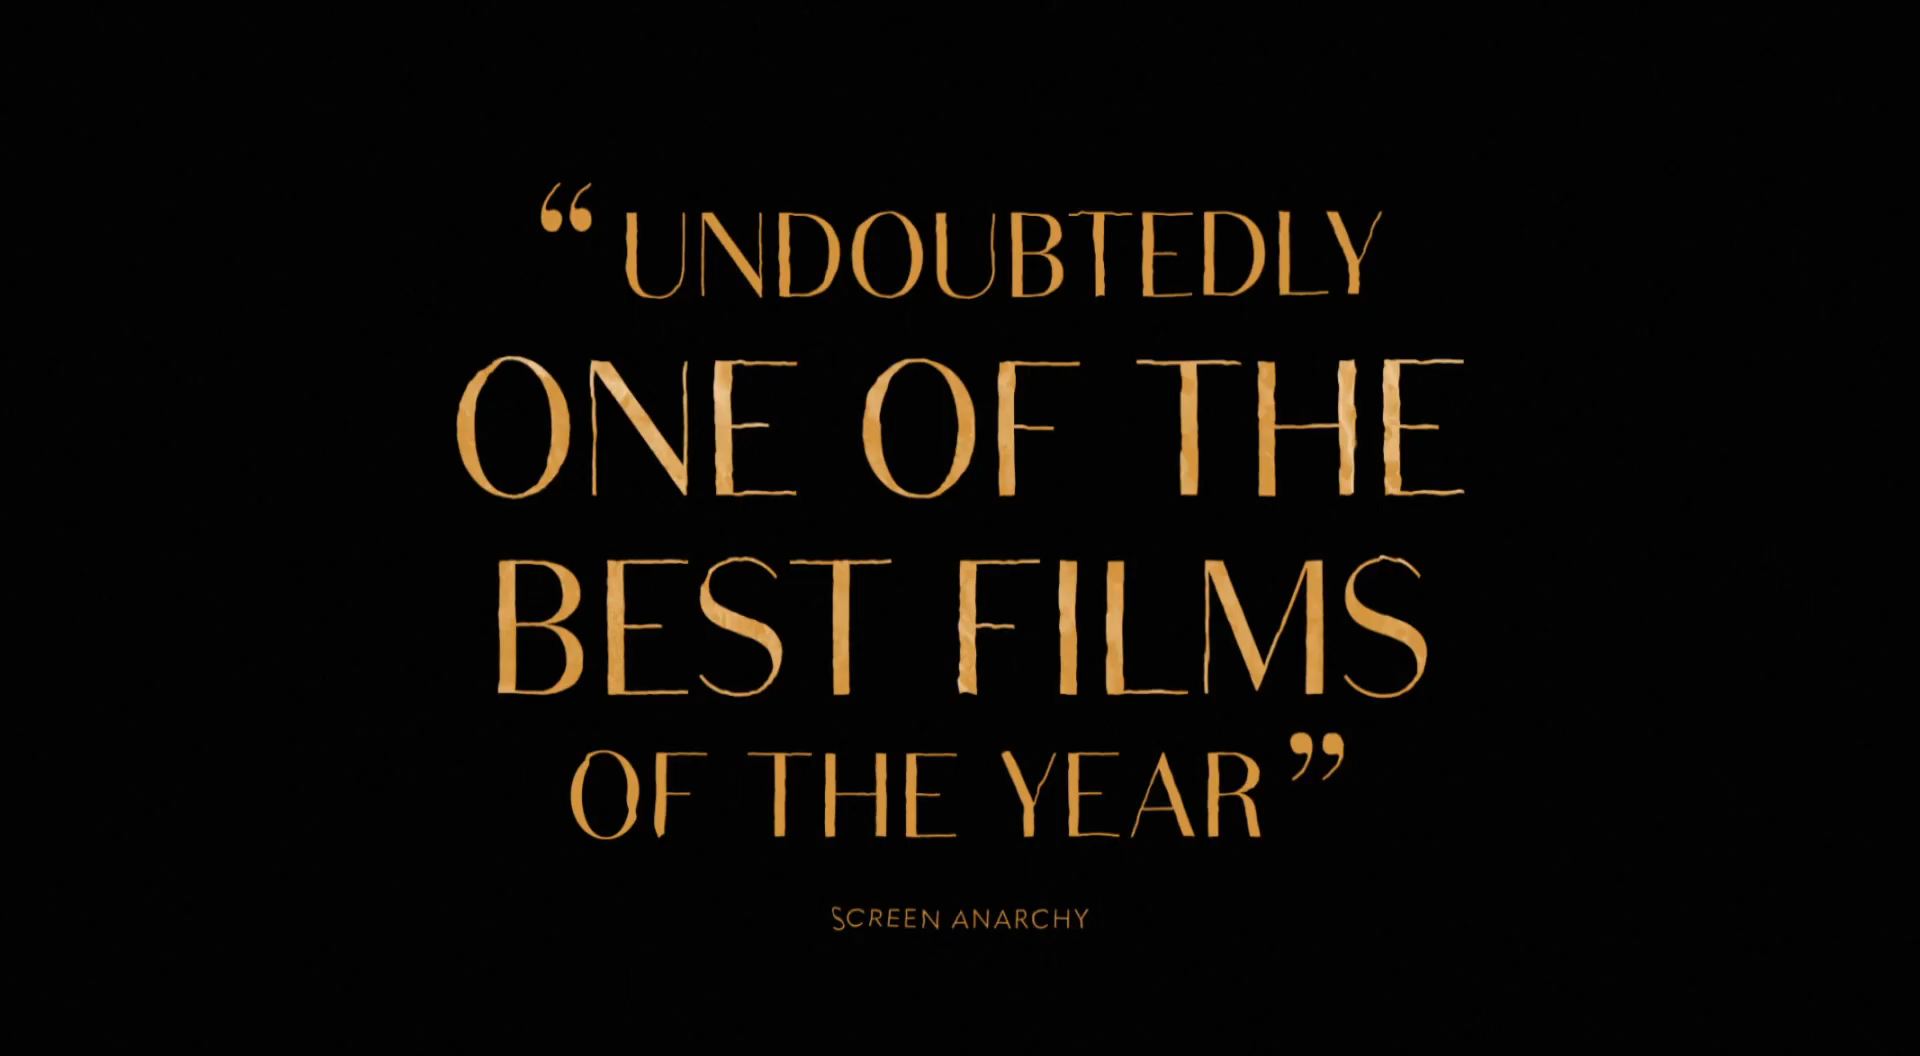 “UNDOUBTEDLY
ONE OF THE
BEST FILMS
OF THE YEAR”
SCREEN ANARCHY